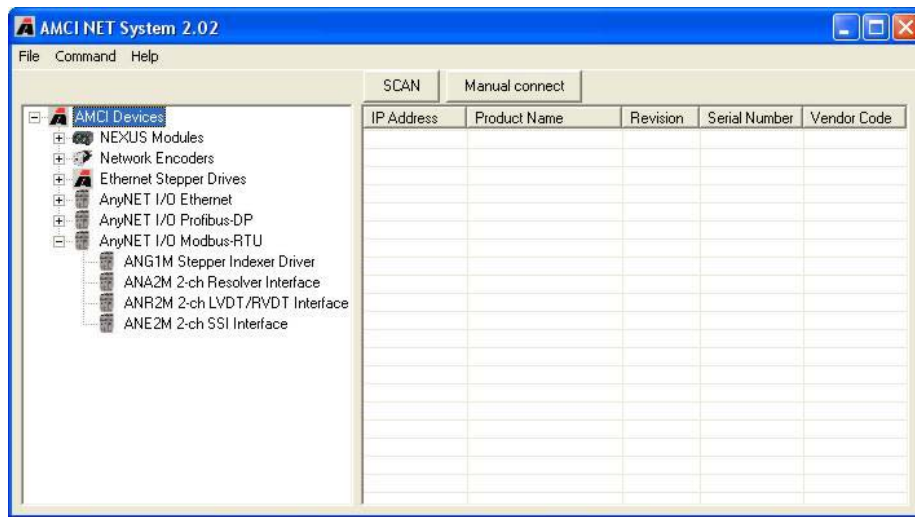 AMCI NET System 2.02
File Command Help
SCAN Manual connect
AMCI Devices
NEXUS Modules
Network Encoders
Ethernet Stepper Drives
AnyNET I/O Ethernet
AnyNET I/O Profibus-DP
AnyNET I/O Modbus-RTU
ANG1M Stepper Indexer Driver
ANA2M 2-ch Resolver Interface
ANR2M 2-ch LVDT/RVDT Interface
ANE2M 2-ch SSI Interface
IP Address Product Name Revision Serial Number Vendor Code